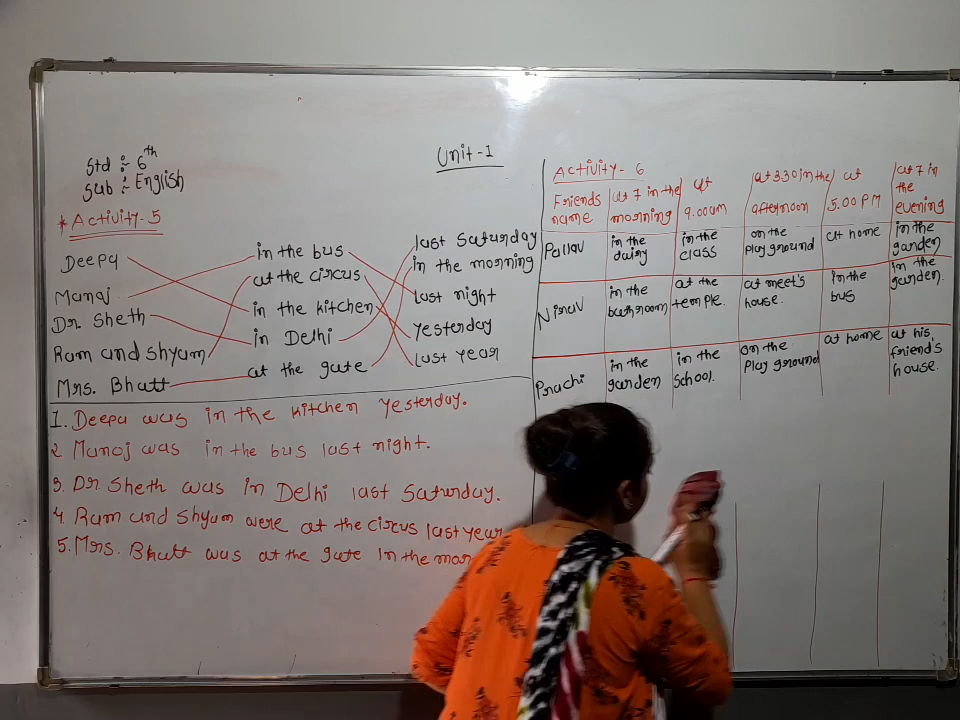 Std :- 6th
Sub :- English
Unit-1
* Activity-5
Deepa
Manoj
Dr. Sheth
Ram and Shyam
Mrs. Bhatt
in the bus
at the circus
in the kitchen
in Delhi
at the gate
last Saturday
in the morning
last night
yesterday
last year
1. Deepa was in the kitchen yesterday.
2 Manoj was in the bus last night.
3. Dr. Sheth was in Delhi last Saturday.
4. Ram and Shyam were at the circus last year
5. Mrs. Bhatt was at the gate in the mor
Activity-6
Friends name | at 7 in the morning | at 9.00am | at 3.30 in the afternoon | at 5.00 PM | at 7 in the evening
Pallav | in the dairy | in the class | on the playground | at home | in the garden
Nirav | in the bathroom | at the temple. | at meet's house. | in the bus | in the garden.
Prachi | in the garden | in the school. | on the playground | at home | at his friend's house.